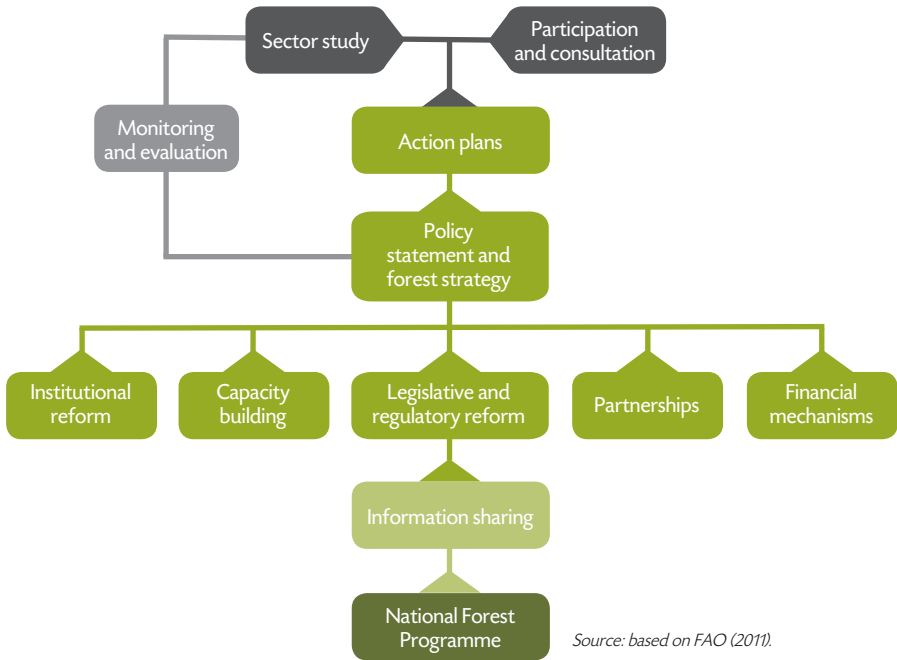 Sector study
Participation
and consultation
Monitoring
and evaluation
Action plans
Policy
statement and
forest strategy
Institutional
reform
Capacity
building
Legislative and
regulatory reform
Partnerships
Financial
mechanisms
Information sharing
National Forest
Programme
Source: based on FAO (2011).